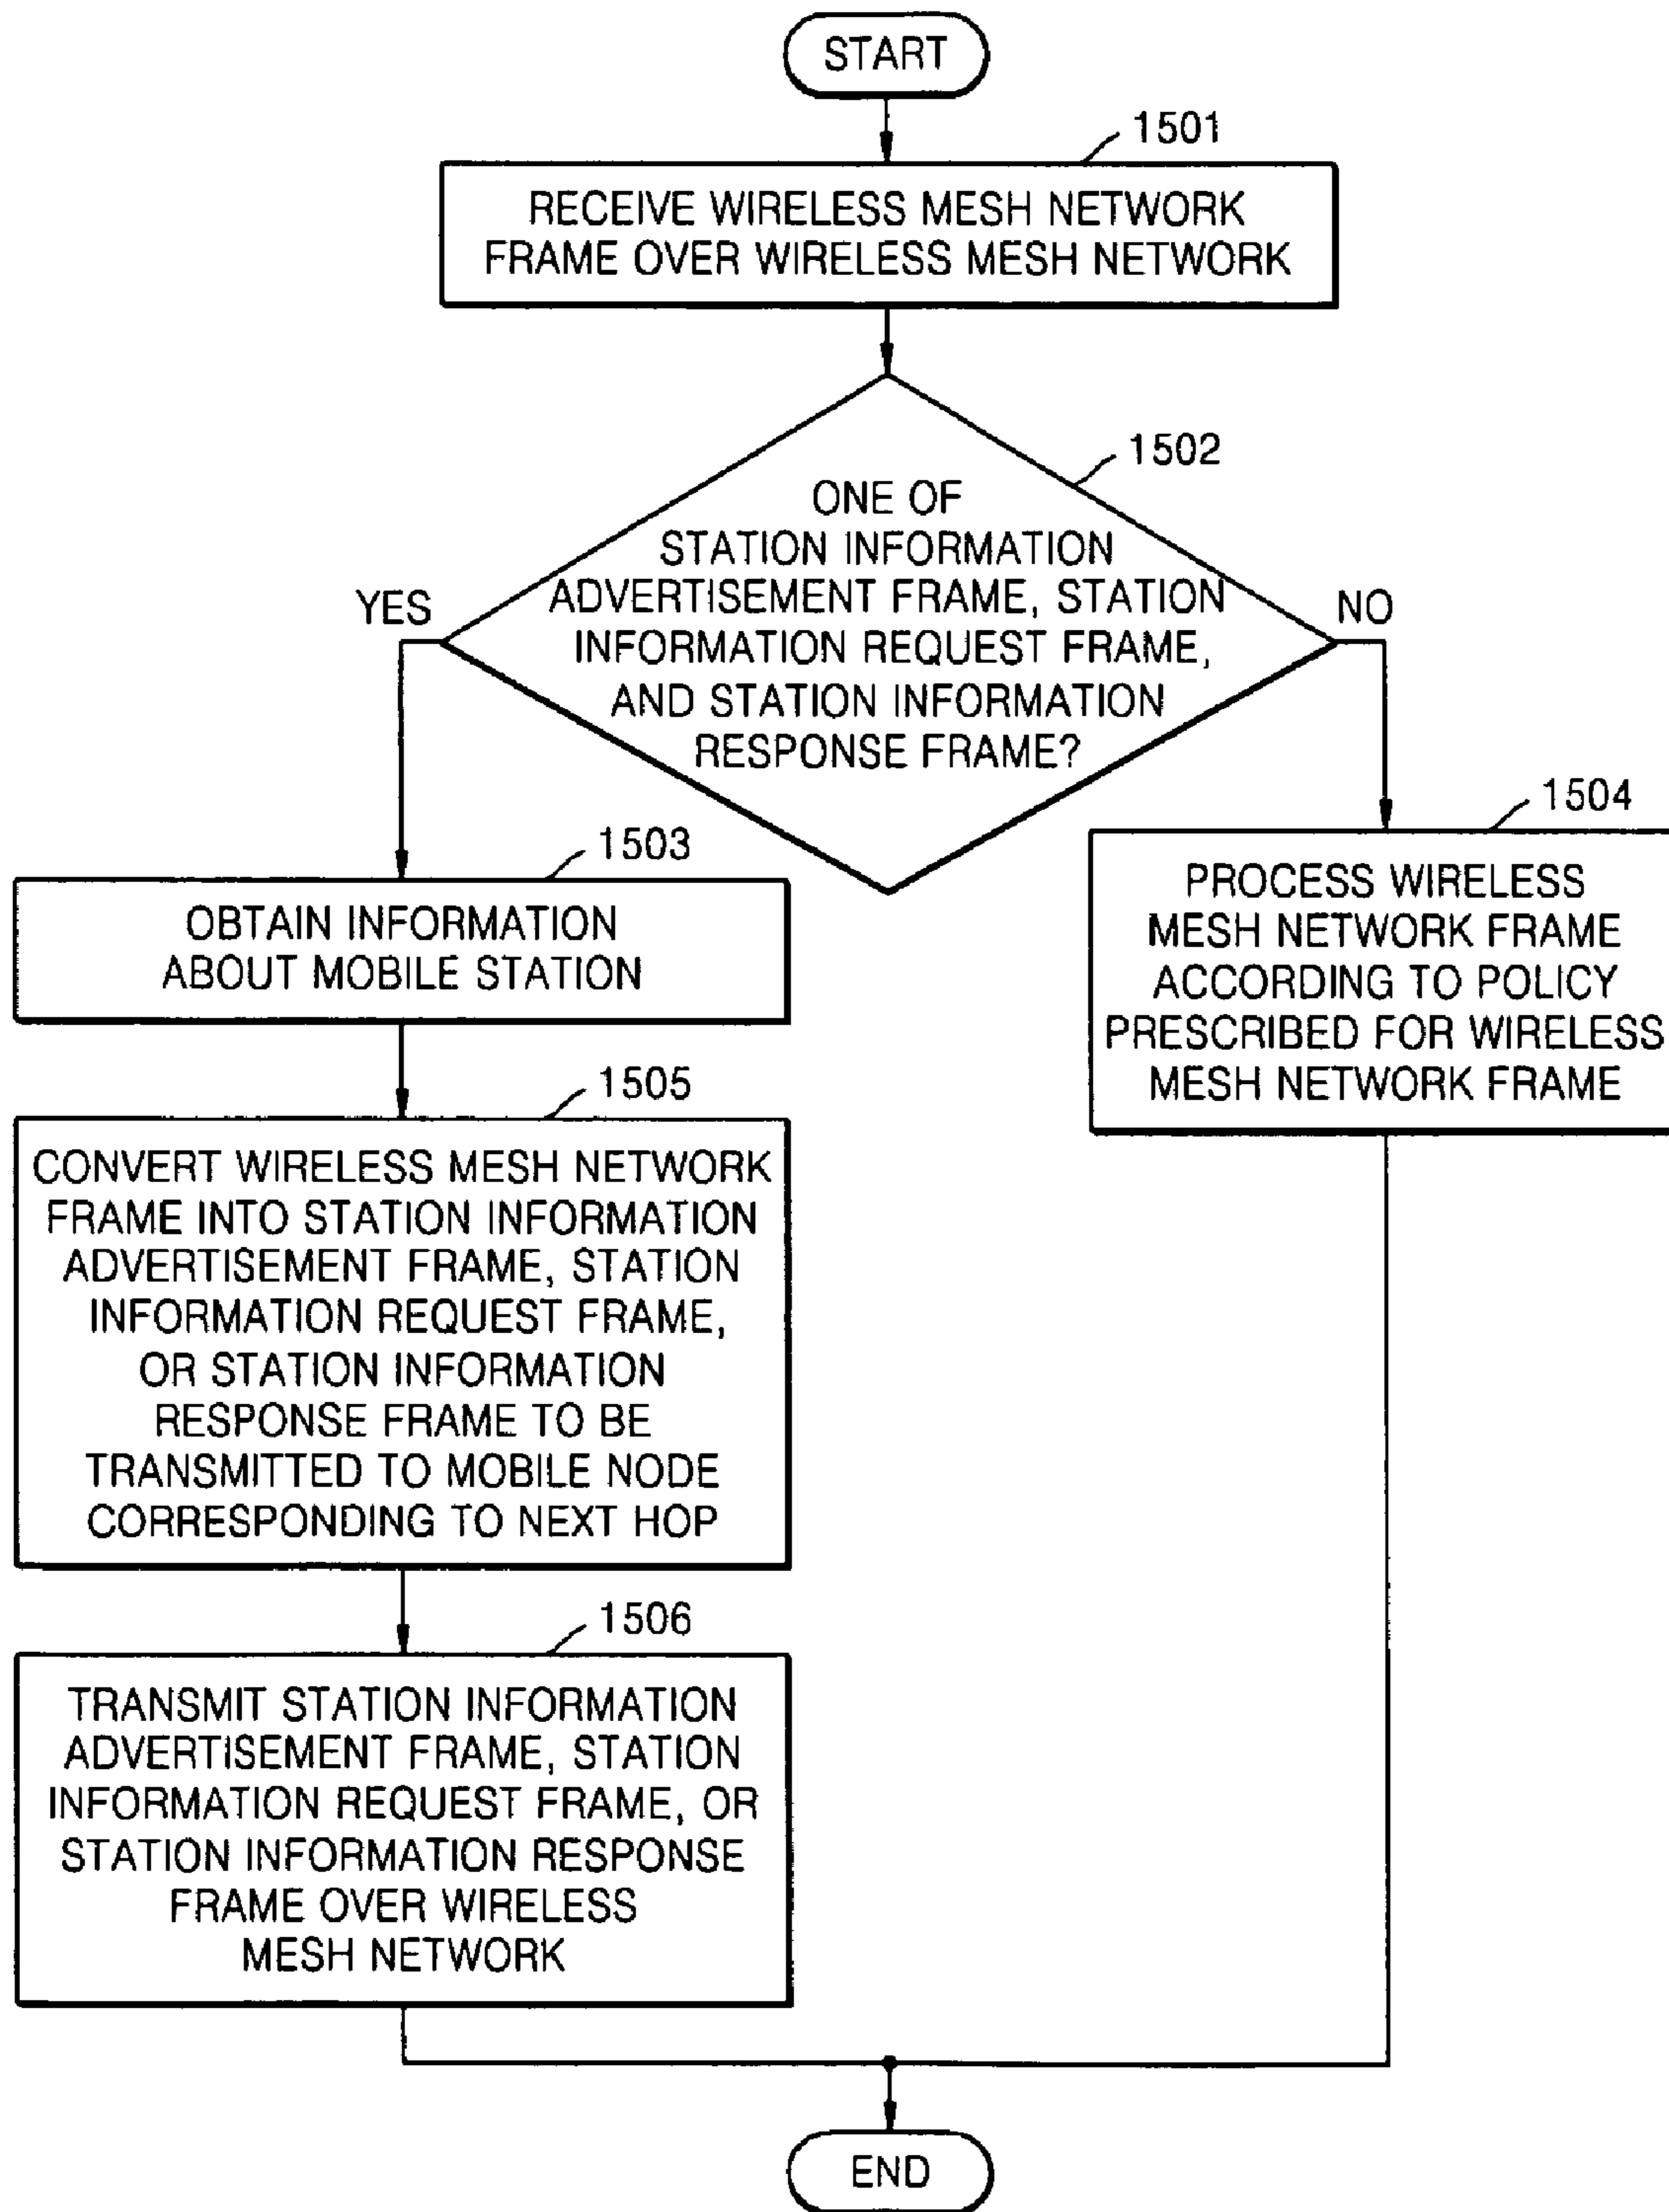 START
1501
RECEIVE WIRELESS MESH NETWORK
FRAME OVER WIRELESS MESH NETWORK
1502
ONE OF
STATION INFORMATION
ADVERTISEMENT FRAME, STATION
INFORMATION REQUEST FRAME,
AND STATION INFORMATION
RESPONSE FRAME?
YES
NO
1503
OBTAIN INFORMATION
ABOUT MOBILE STATION
1504
PROCESS WIRELESS
MESH NETWORK FRAME
ACCORDING TO POLICY
PRESCRIBED FOR WIRELESS
MESH NETWORK FRAME
1505
CONVERT WIRELESS MESH NETWORK
FRAME INTO STATION INFORMATION
ADVERTISEMENT FRAME, STATION
INFORMATION REQUEST FRAME,
OR STATION INFORMATION
RESPONSE FRAME TO BE
TRANSMITTED TO MOBILE NODE
CORRESPONDING TO NEXT HOP
1506
TRANSMIT STATION INFORMATION
ADVERTISEMENT FRAME, STATION
INFORMATION REQUEST FRAME, OR
STATION INFORMATION RESPONSE
FRAME OVER WIRELESS
MESH NETWORK
END